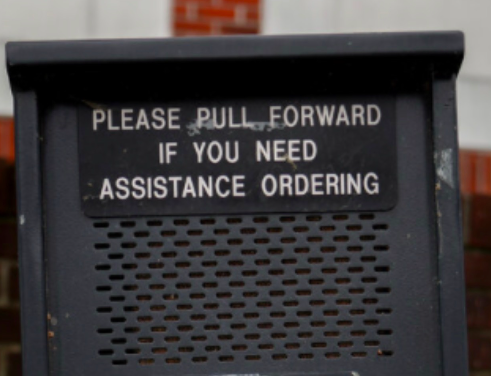 PLEASE PULL FORWARD
IF YOU NEED
ASSISTANCE ORDERING